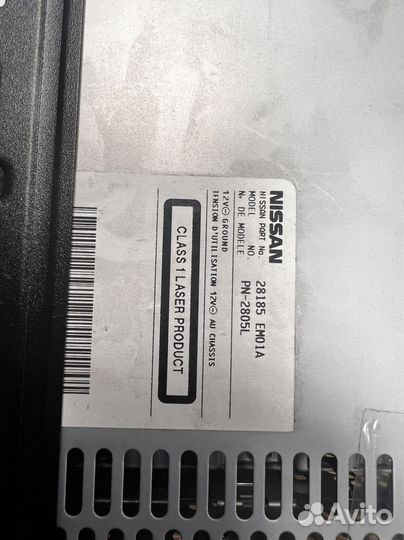 NISSAN
NISSAN PART No. 28185 EM01A
MODEL NO. PN-2805L
No DE MODELE
12V⊖ GROUND
TENSION D'UTILISATION 12V⊖ AU CHASSIS
CLASS 1 LASER PRODUCT
Avito